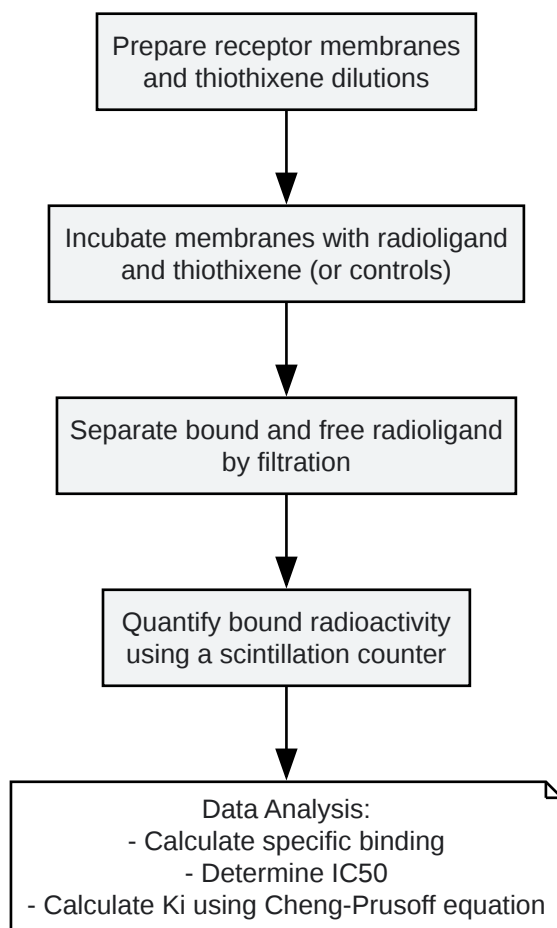 Prepare receptor membranes
and thiothixene dilutions
Incubate membranes with radioligand
and thiothixene (or controls)
Separate bound and free radioligand
by filtration
Quantify bound radioactivity
using a scintillation counter
Data Analysis:
- Calculate specific binding
- Determine IC50
- Calculate Ki using Cheng-Prusoff equation